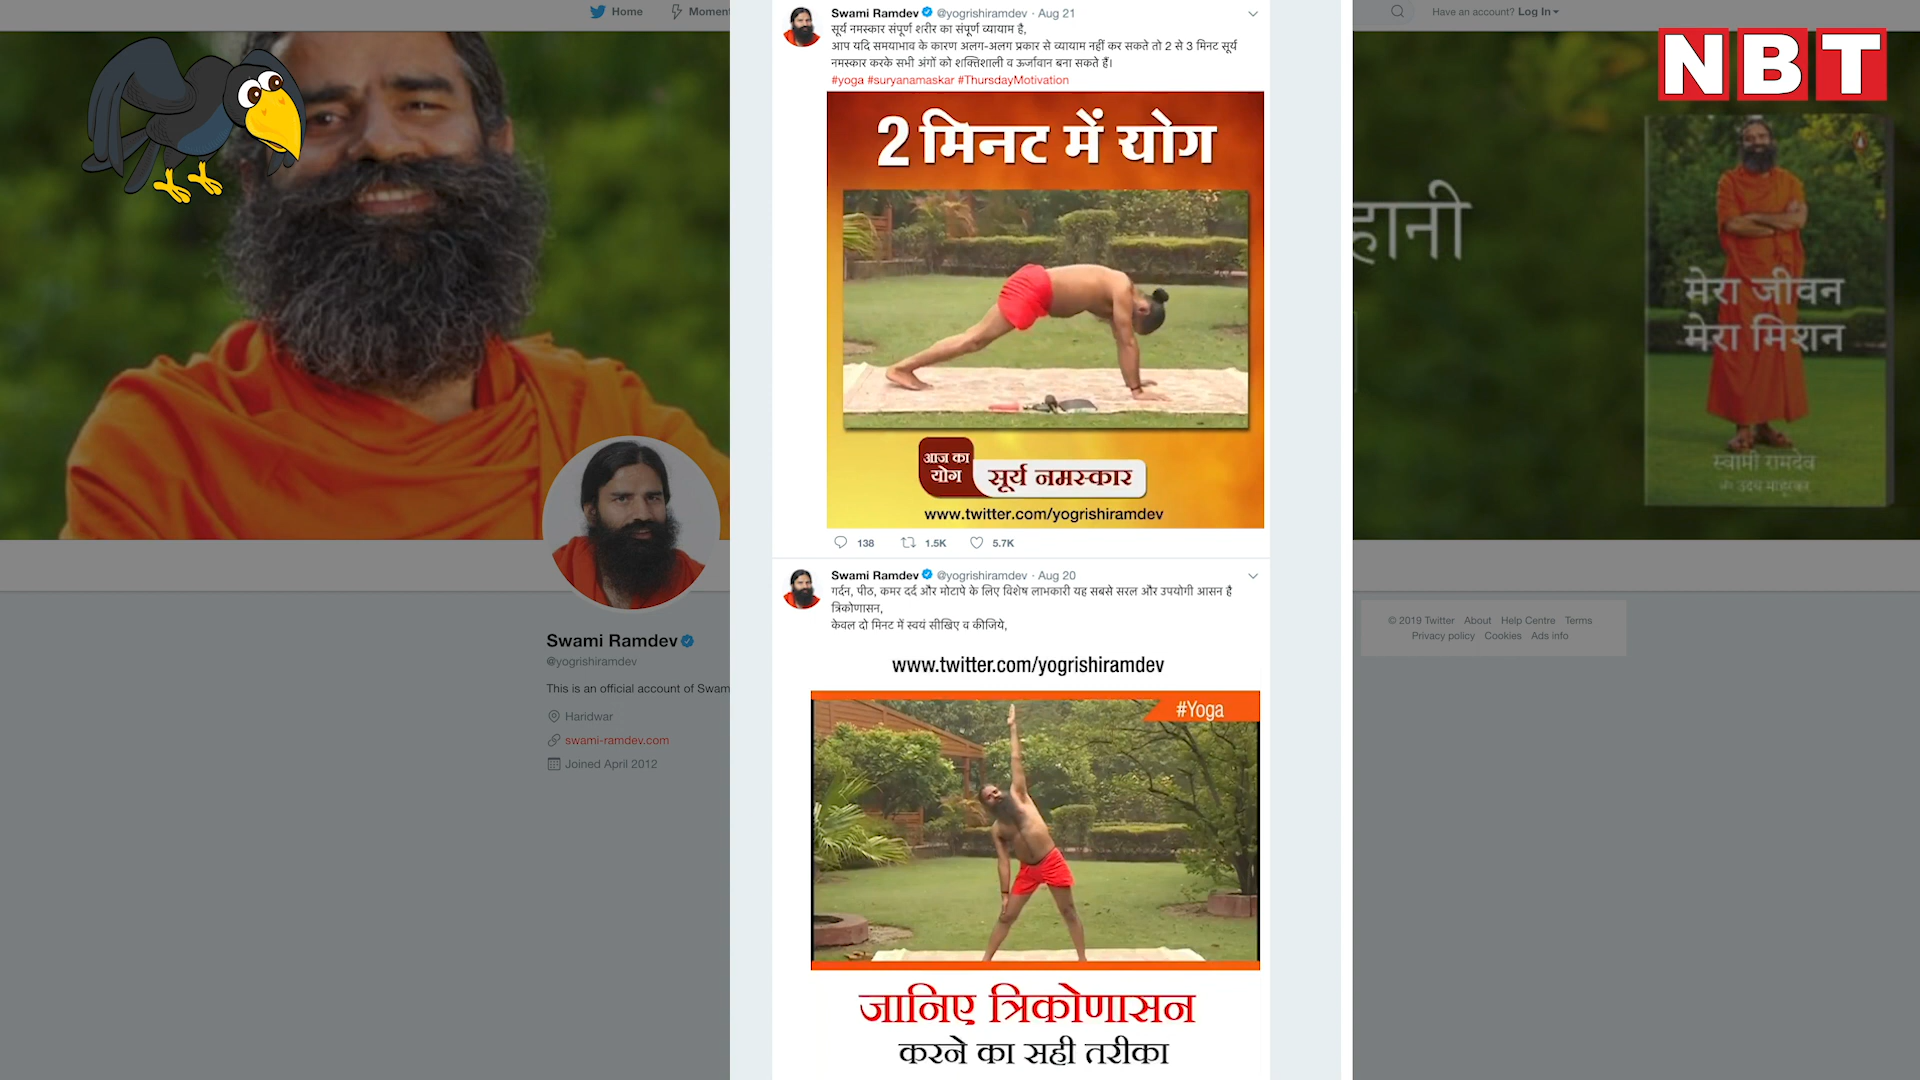 Home
Momen
Have an account? Log In
NBT
Swami Ramdev @yogrishiramdev · Aug 21
सूर्य नमस्कार संपूर्ण शरीर का संपूर्ण व्यायाम है,
आप यदि समयाभाव के कारण अलग-अलग प्रकार से व्यायाम नहीं कर सकते तो 2 से 3 मिनट सूर्य
नमस्कार करके सभी अंगों को शक्तिशाली व ऊर्जावान बना सकते हैं।
#yoga #suryanamaskar #ThursdayMotivation
2 मिनट में योग
आज का
योग
सूर्य नमस्कार
www.twitter.com/yogrishiramdev
138 1.5K 5.7K
Swami Ramdev @yogrishiramdev · Aug 20
गर्दन, पीठ, कमर दर्द और मोटापे के लिए विशेष लाभकारी यह सबसे सरल और उपयोगी आसन है
त्रिकोणासन,
केवल दो मिनट में स्वयं सीखिए व कीजिये,
www.twitter.com/yogrishiramdev
#Yoga
जानिए त्रिकोणासन
करने का सही तरीका
Swami Ramdev
@yogrishiramdev
This is an official account of Swam
Haridwar
swami-ramdev.com
Joined April 2012
हानी
मेरा जीवन
मेरा मिशन
स्वामी रामदेव
और उदय माहूरकर
© 2019 Twitter About Help Centre Terms
Privacy policy Cookies Ads info